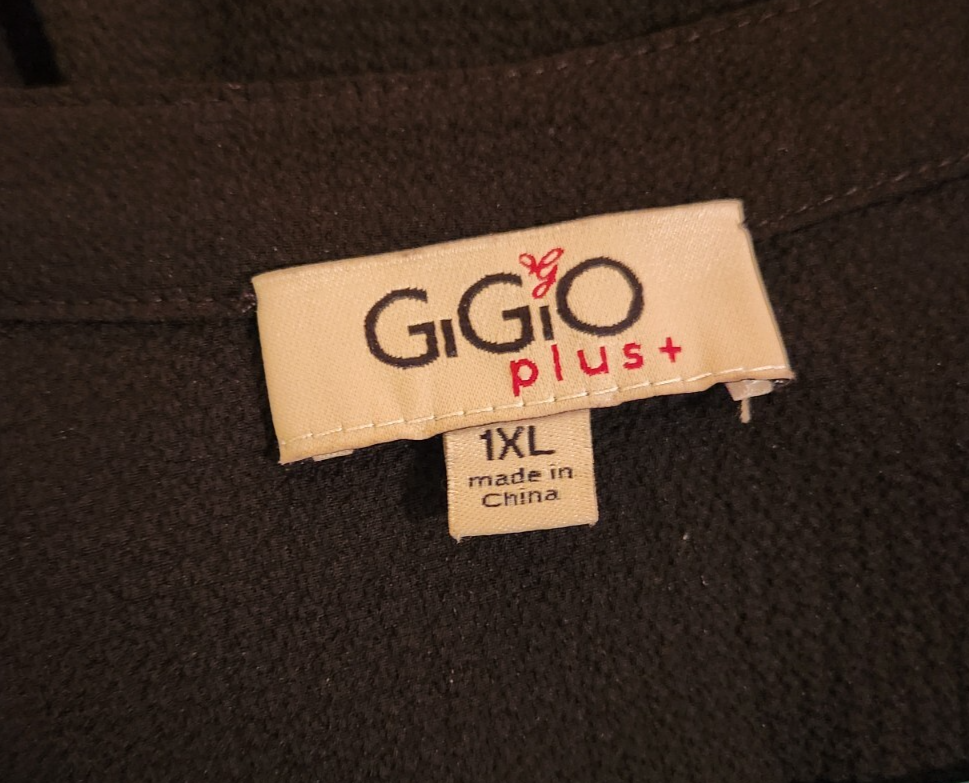 GiGiO
plus+
1XL
made in
China